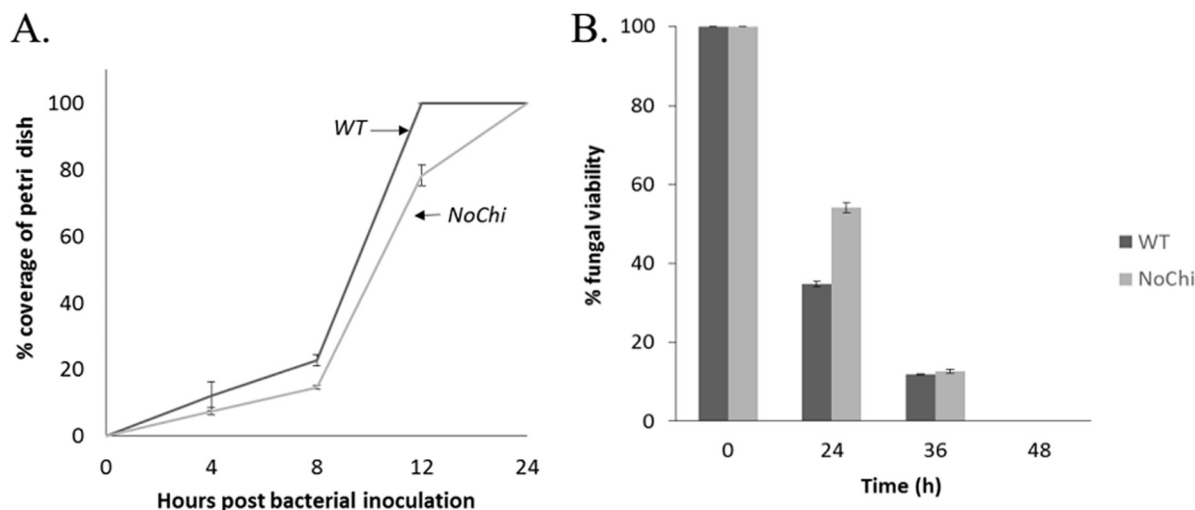 A.
% coverage of petri dish
100
80
60
40
20
0
WT
NoChi
0 4 8 12 24
Hours post bacterial inoculation
B.
% fungal viability
100
80
60
40
20
0
0 24 36 48
Time (h)
WT
NoChi